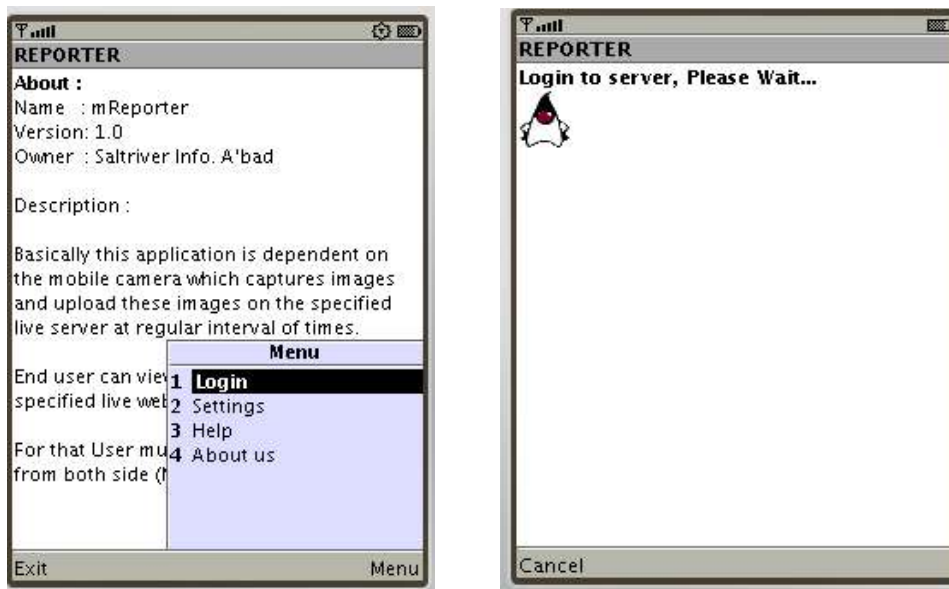 REPORTER
About :
Name : mReporter
Version: 1.0
Owner : Saltriver Info. A'bad
Description :
Basically this application is dependent on
the mobile camera which captures images
and upload these images on the specified
live server at regular interval of times.
End user can
specified live
For that User
from both side
Menu
1 Login
2 Settings
3 Help
4 About us
Exit
Menu
REPORTER
Login to server, Please Wait...
Cancel